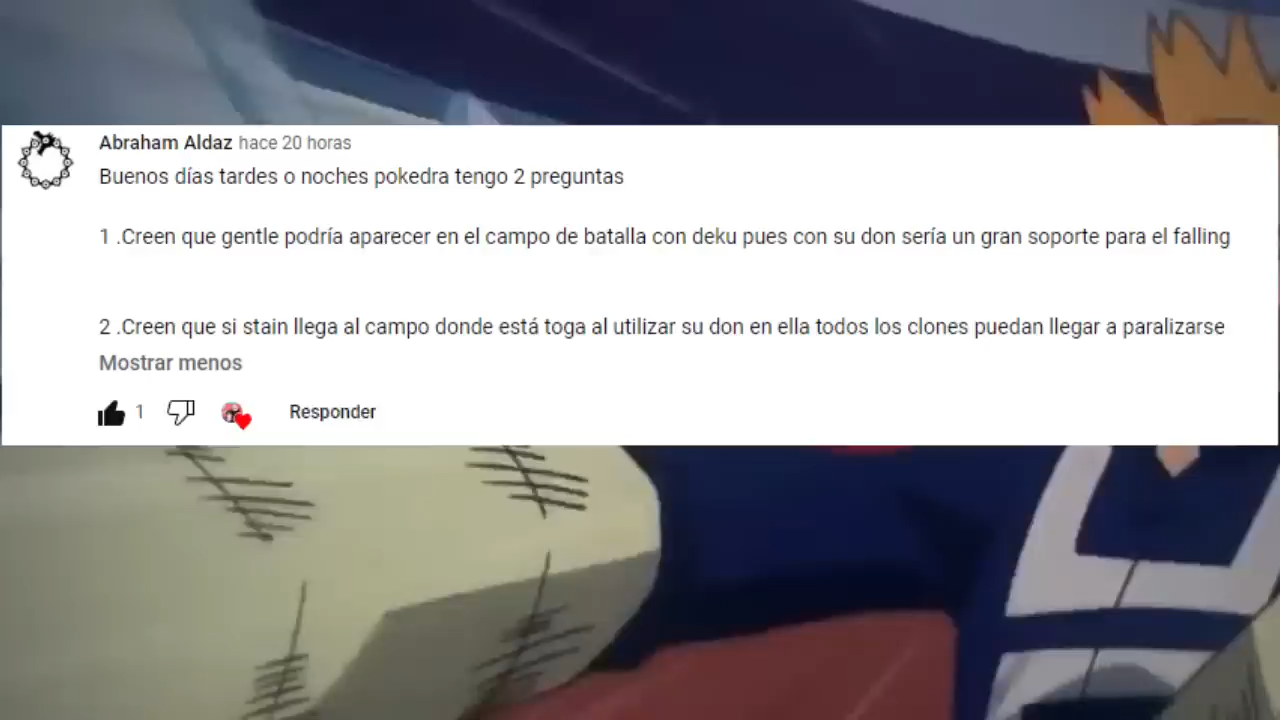 Abraham Aldaz hace 20 horas
Buenos días tardes o noches pokedra tengo 2 preguntas
1 .Creen que gentle podría aparecer en el campo de batalla con deku pues con su don sería un gran soporte para el falling
2 .Creen que si stain llega al campo donde está toga al utilizar su don en ella todos los clones puedan llegar a paralizarse
Mostrar menos
1 Responder